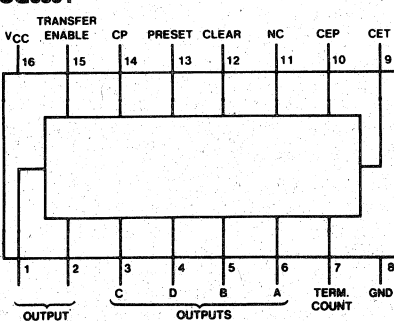 TRANSFER
VCC ENABLE CP PRESET CLEAR NC CEP CET
16 15 14 13 12 11 10 9
1 2 3 4 5 6 7 8
C D B A TERM. GND
COUNT
OUTPUT OUTPUTS